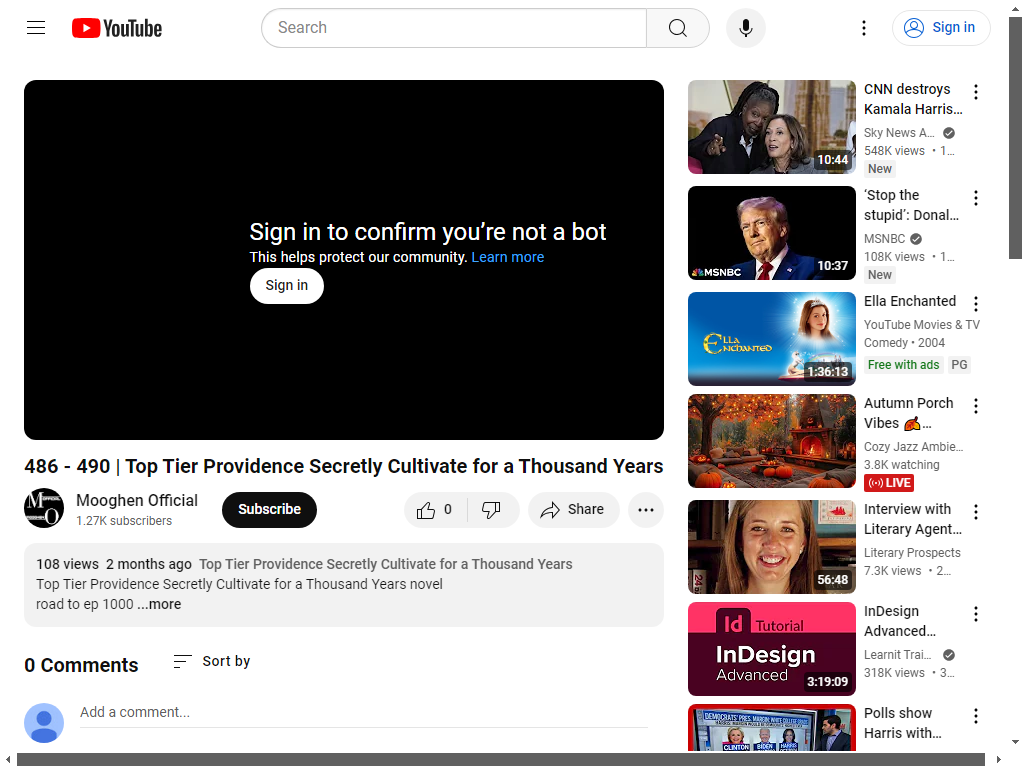 YouTube
Search
Sign in
Sign in to confirm you’re not a bot
This helps protect our community. Learn more
Sign in
486 - 490 | Top Tier Providence Secretly Cultivate for a Thousand Years
Mooghen Official
1.27K subscribers
Subscribe
0
Share
108 views 2 months ago Top Tier Providence Secretly Cultivate for a Thousand Years
Top Tier Providence Secretly Cultivate for a Thousand Years novel
road to ep 1000 ...more
0 Comments
Sort by
Add a comment...
10:44
CNN destroys
Kamala Harris...
Sky News A...
548K views • 1...
New
MSNBC
10:37
‘Stop the
stupid’: Donal...
MSNBC
108K views • 1...
New
ELLA
ENCHANTED
1:36:13
Ella Enchanted
YouTube Movies & TV
Comedy • 2004
Free with ads PG
Autumn Porch
Vibes 🍂...
Cozy Jazz Ambie...
3.8K watching
LIVE
56:48
Interview with
Literary Agent...
Literary Prospects
7.3K views • 2...
Id Tutorial
InDesign
Advanced
3:19:09
InDesign
Advanced...
Learnit Trai...
318K views • 3...
DEMOCRATS' PRES. MARGIN: WHITE COLLEGE GRADS
CLINTON BIDEN HARRIS
Polls show
Harris with...